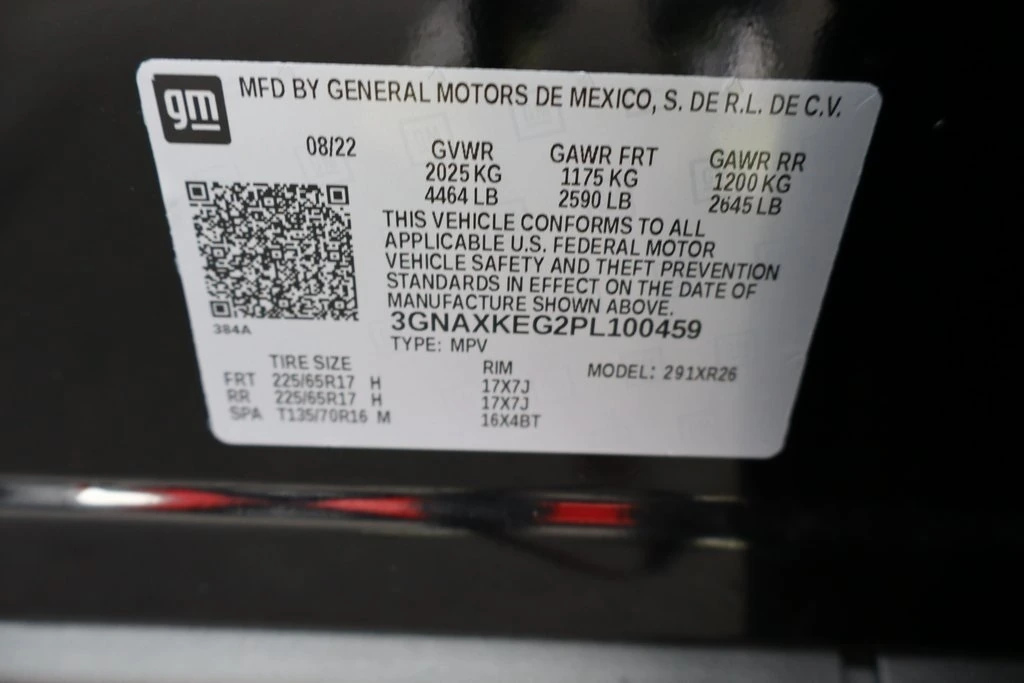 gm
MFD BY GENERAL MOTORS DE MEXICO, S. DE R.L. DE C.V.
08/22 GVWR GAWR FRT GAWR RR
2025 KG 1175 KG 1200 KG
4464 LB 2590 LB 2645 LB
THIS VEHICLE CONFORMS TO ALL
APPLICABLE U.S. FEDERAL MOTOR
VEHICLE SAFETY AND THEFT PREVENTION
STANDARDS IN EFFECT ON THE DATE OF
MANUFACTURE SHOWN ABOVE.
384A 3GNAXKEG2PL100459
TYPE: MPV
TIRE SIZE RIM MODEL: 291XR26
FRT 225/65R17 H 17X7J
RR 225/65R17 H 17X7J
SPA T135/70R16 M 16X4BT